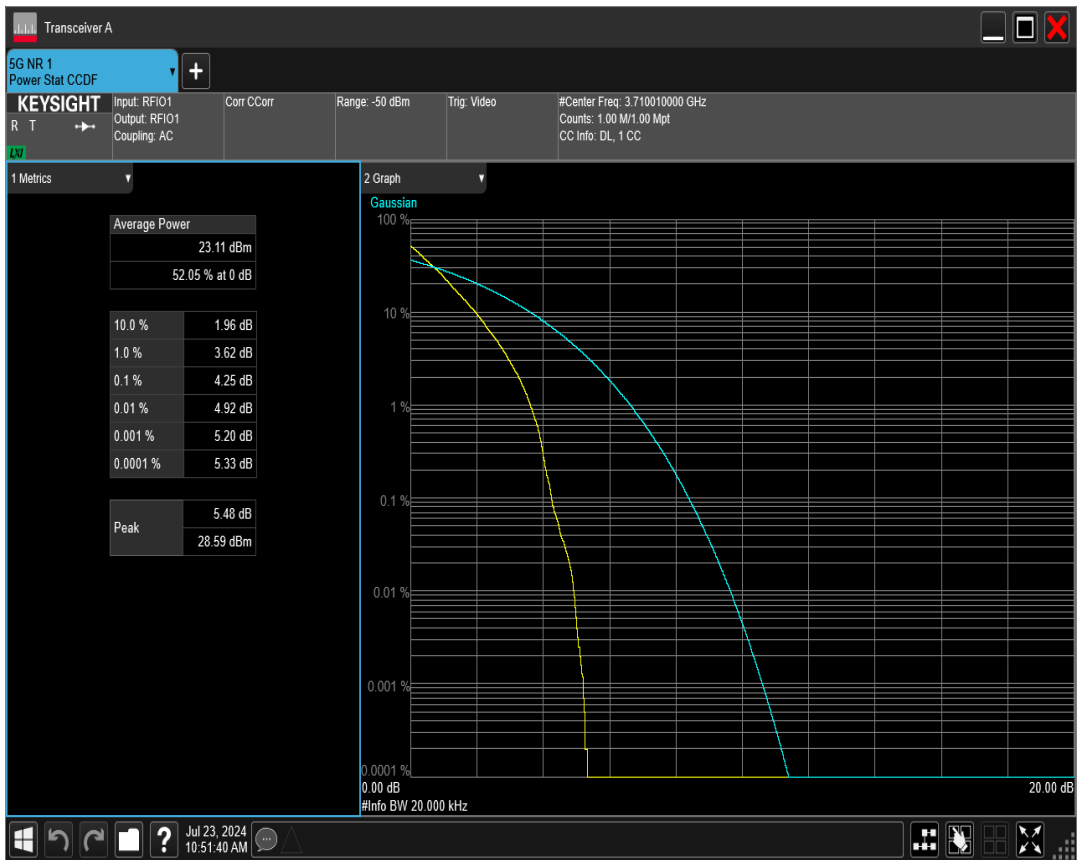 Transceiver A
5G NR 1
Power Stat CCDF
+
KEYSIGHT
R T
LXI
Input: RFIO1
Output: RFIO1
Coupling: AC
Corr CCorr
Range: -50 dBm
Trig: Video
#Center Freq: 3.710010000 GHz
Counts: 1.00 M/1.00 Mpt
CC Info: DL, 1 CC
1 Metrics
Average Power
23.11 dBm
52.05 % at 0 dB
10.0 % 1.96 dB
1.0 % 3.62 dB
0.1 % 4.25 dB
0.01 % 4.92 dB
0.001 % 5.20 dB
0.0001 % 5.33 dB
Peak
5.48 dB
28.59 dBm
2 Graph
Gaussian
100 %
10 %
1 %
0.1 %
0.01 %
0.001 %
0.0001 %
0.00 dB 20.00 dB
#Info BW 20.000 kHz
?
Jul 23, 2024
10:51:40 AM